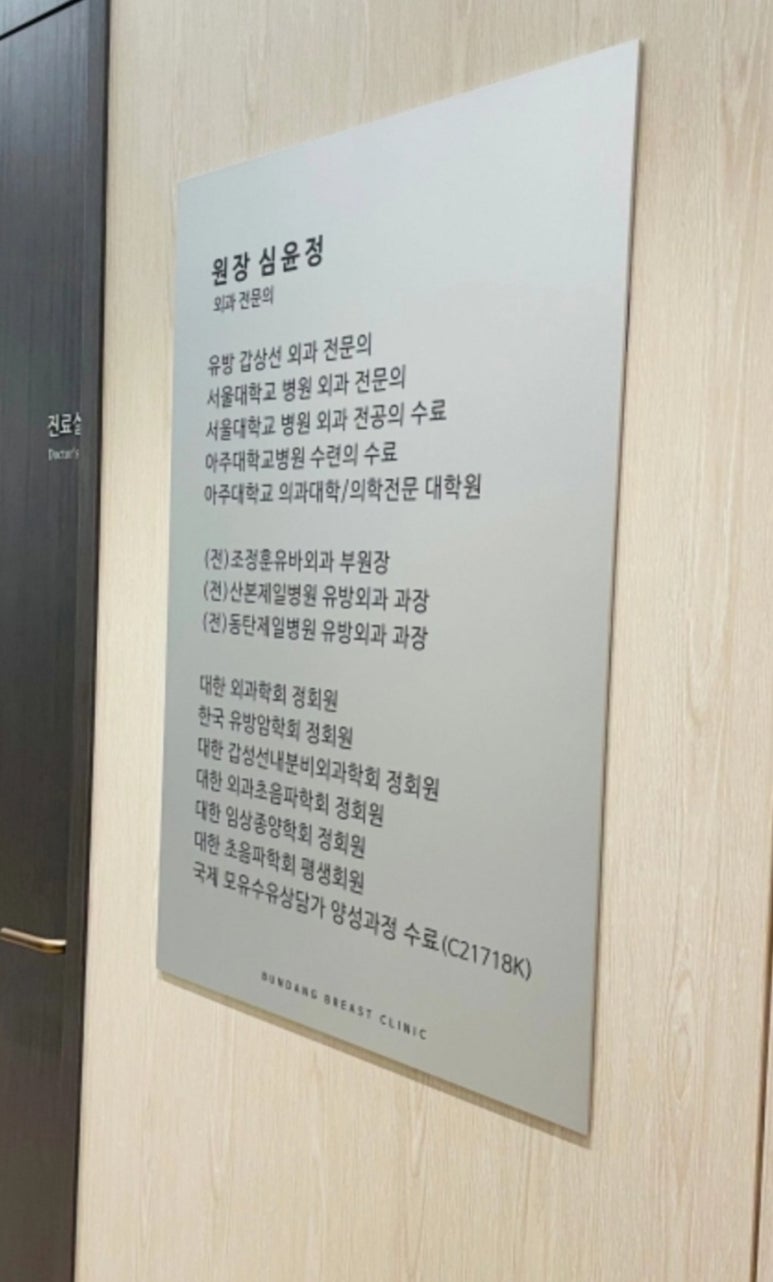 원장 심윤정
외과 전문의
유방 갑상선 외과 전문의
서울대학교 병원 외과 전문의
서울대학교 병원 외과 전공의 수료
아주대학교병원 수련의 수료
아주대학교 의과대학/의학전문 대학원
(전)조정훈유바외과 부원장
(전)산본제일병원 유방외과 과장
(전)동탄제일병원 유방외과 과장
대한 외과학회 정회원
한국 유방암학회 정회원
대한 갑성선내분비외과학회 정회원
대한 외과초음파학회 정회원
대한 임상종양학회 정회원
대한 초음파학회 평생회원
국제 모유수유상담가 양성과정 수료(C21718K)
BUNDANG BREAST CLINIC
진료실
Doctor's